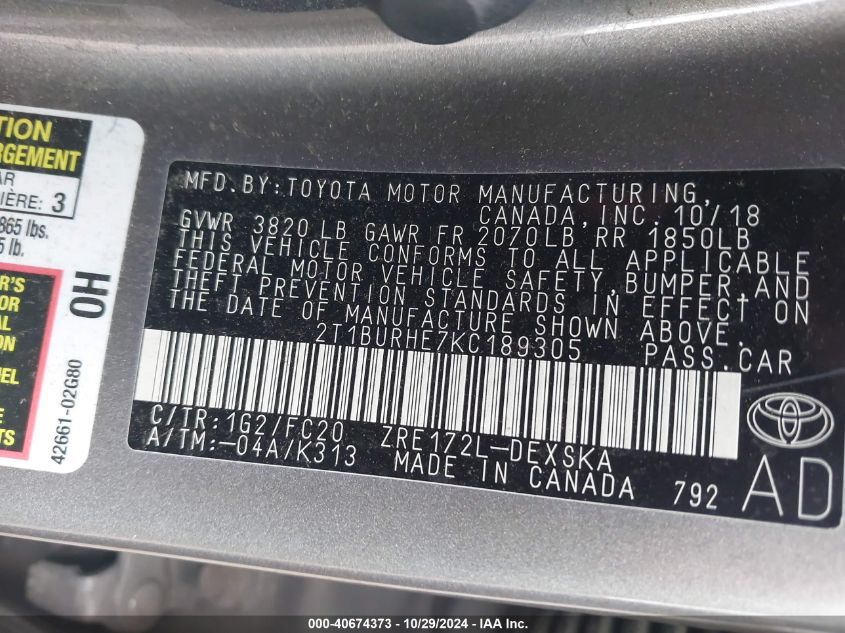 TION
RGEMENT
AR
IÈRE: 3
865 lbs.
5 lb.
R'S
OR
AL
ON
EL
TS
OH
42661-02G80
MFD. BY: TOYOTA MOTOR MANUFACTURING,
CANADA, INC. 10/18
GVWR 3820 LB GAWR FR 2070LB RR 1850LB
THIS VEHICLE CONFORMS TO ALL APPLICABLE
FEDERAL MOTOR VEHICLE SAFETY, BUMPER AND
THEFT PREVENTION STANDARDS IN EFFECT ON
THE DATE OF MANUFACTURE SHOWN ABOVE.
2T1BURHE7KC189305 PASS. CAR
C/TR: 1G2/FC20 ZRE172L-DEXSKA
A/TM: -04A/K313 MADE IN CANADA 792
AD
000-40674373 - 10/29/2024 - www.iaai.com